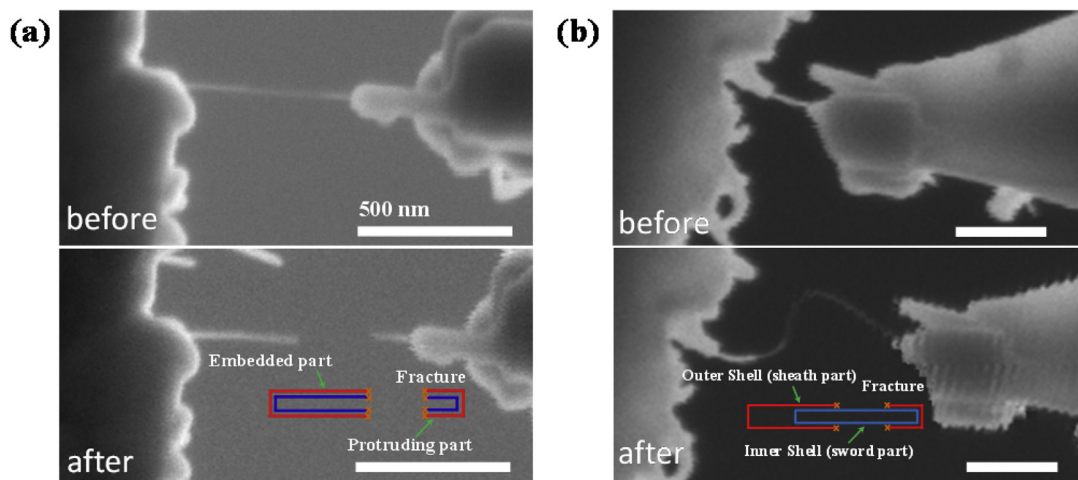 (a)
before
500 nm
Embedded part
Fracture
Protruding part
after
(b)
before
Outer Shell (sheath part)
Fracture
Inner Shell (sword part)
after